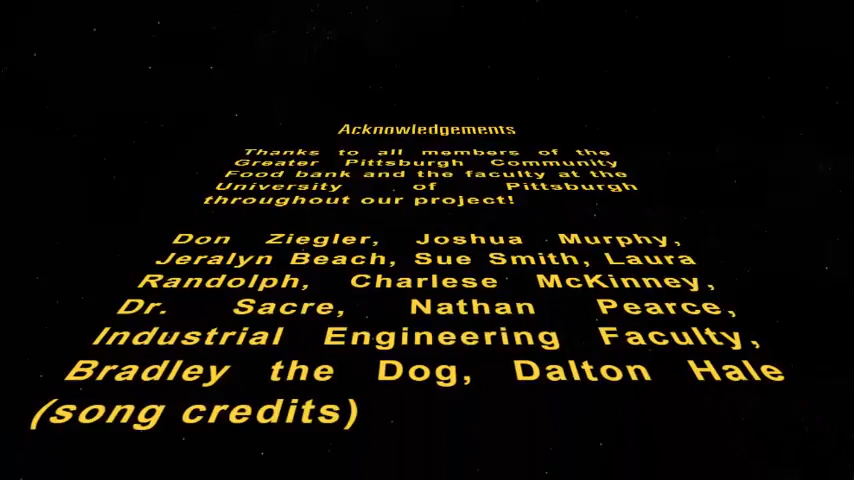 Acknowledgements
Thanks to all members of the
Greater Pittsburgh Community
Food bank and the faculty at the
University of Pittsburgh
throughout our project!
Don Ziegler, Joshua Murphy,
Jeralyn Beach, Sue Smith, Laura
Randolph, Charlese McKinney,
Dr. Sacre, Nathan Pearce,
Industrial Engineering Faculty,
Bradley the Dog, Dalton Hale
(song credits)